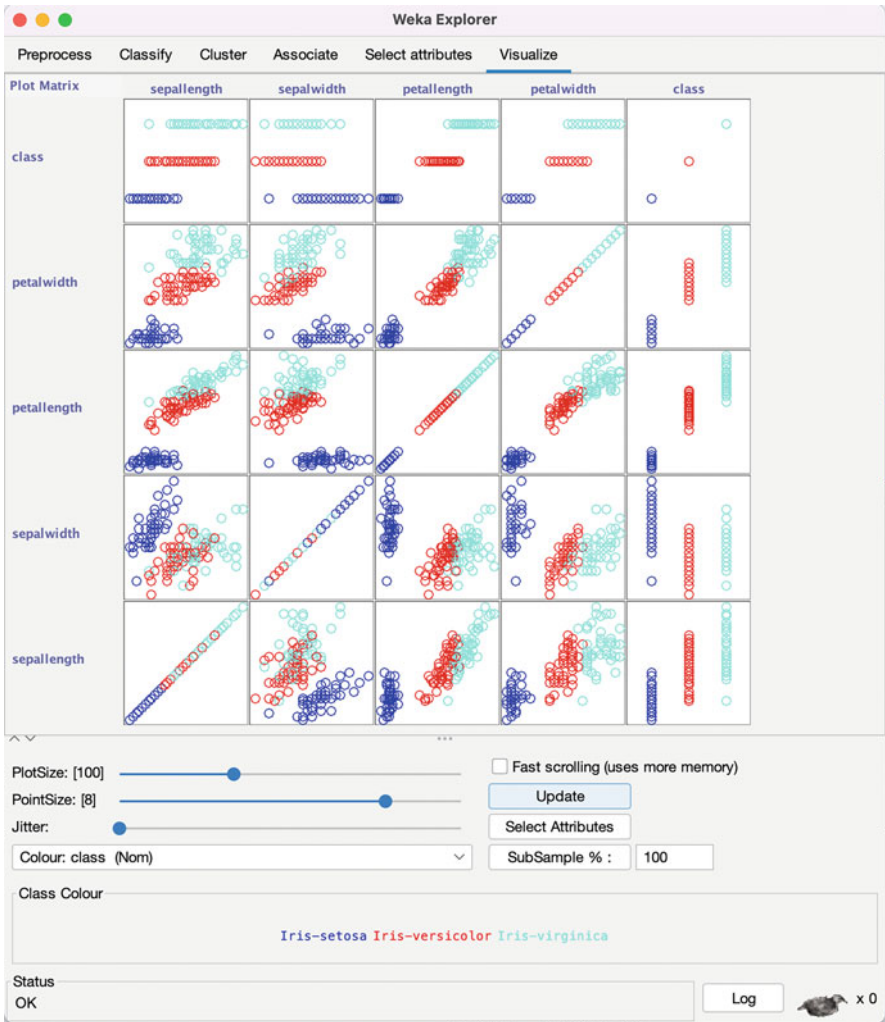 Weka Explorer
Preprocess Classify Cluster Associate Select attributes Visualize
Plot Matrix sepallength sepalwidth petallength petalwidth class
class
petalwidth
petallength
sepalwidth
sepallength
PlotSize: [100]
Fast scrolling (uses more memory)
PointSize: [8]
Update
Jitter:
Select Attributes
Colour: class (Nom)
SubSample % : 100
Class Colour
Iris-setosa Iris-versicolor Iris-virginica
Status
OK
Log
x 0